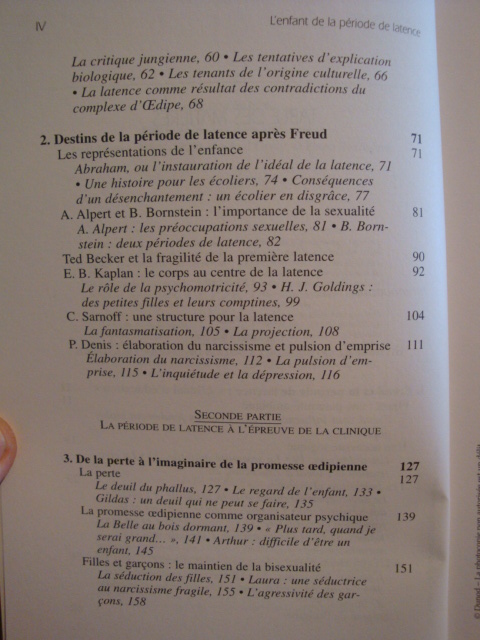 IV
L'enfant de la période de latence
La critique jungienne, 60 • Les tentatives d'explication
biologique, 62 • Les tenants de l'origine culturelle, 66
• La latence comme résultat des contradictions du
complexe d'Œdipe, 68
2. Destins de la période de latence après Freud 71
Les représentations de l'enfance 71
Abraham, ou l'instauration de l'idéal de la latence, 71
• Une histoire pour les écoliers, 74 • Conséquences
d'un désenchantement : un écolier en disgrâce, 77
A. Alpert et B. Bornstein : l'importance de la sexualité 81
A. Alpert : les préoccupations sexuelles, 81 • B. Born-
stein : deux périodes de latence, 82
Ted Becker et la fragilité de la première latence 90
E. B. Kaplan : le corps au centre de la latence 92
Le rôle de la psychomotricité, 93 • H. J. Goldings :
des petites filles et leurs comptines, 99
C. Sarnoff : une structure pour la latence 104
La fantasmatisation, 105 • La projection, 108
P. Denis : élaboration du narcissisme et pulsion d'emprise 111
Élaboration du narcissisme, 112 • La pulsion d'em-
prise, 115 • L'inquiétude et la dépression, 116
SECONDE PARTIE
LA PÉRIODE DE LATENCE À L'ÉPREUVE DE LA CLINIQUE
3. De la perte à l'imaginaire de la promesse œdipienne 127
La perte 127
Le deuil du phallus, 127 • Le regard de l'enfant, 133 •
Gildas : un deuil qui ne peut se faire, 135
La promesse œdipienne comme organisateur psychique 139
La Belle au bois dormant, 139 • « Plus tard, quand je
serai grand... », 141 • Arthur : difficile d'être un
enfant, 145
Filles et garçons : le maintien de la bisexualité 151
La séduction des filles, 151 • Laura : une séductrice
au narcissisme fragile, 155 • L'agressivité des gar-
çons, 158